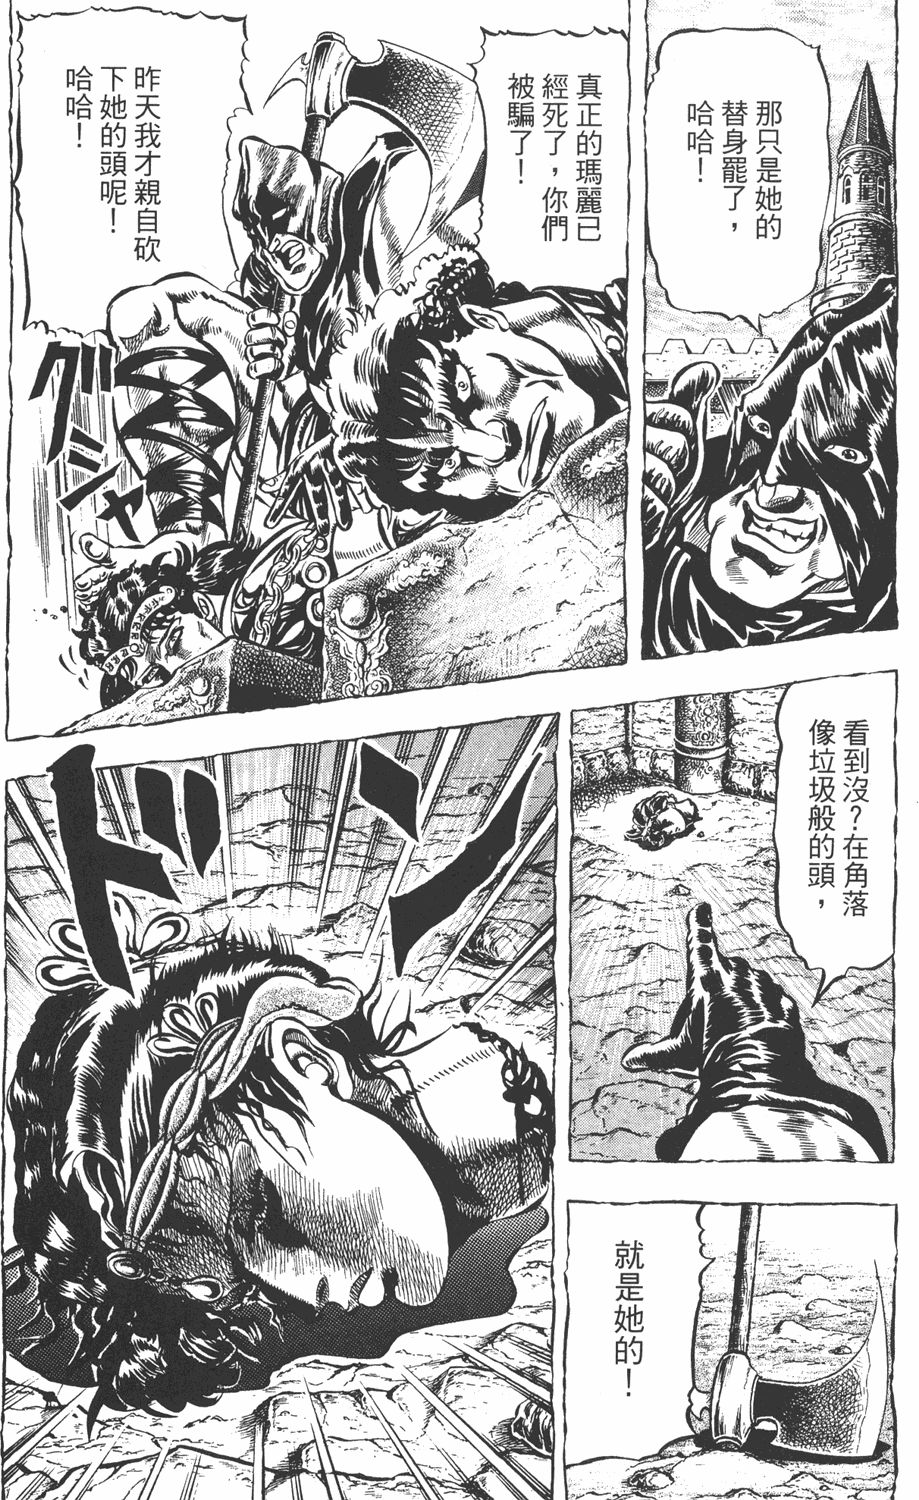 那只是她的
替身罷了，
哈哈！
真正的瑪麗已
經死了，你們
被騙了！
昨天我才親自砍
下她的頭呢！
哈哈！
グシャ
看到沒？在角落
像垃圾般的頭，
就是她的！
ドン